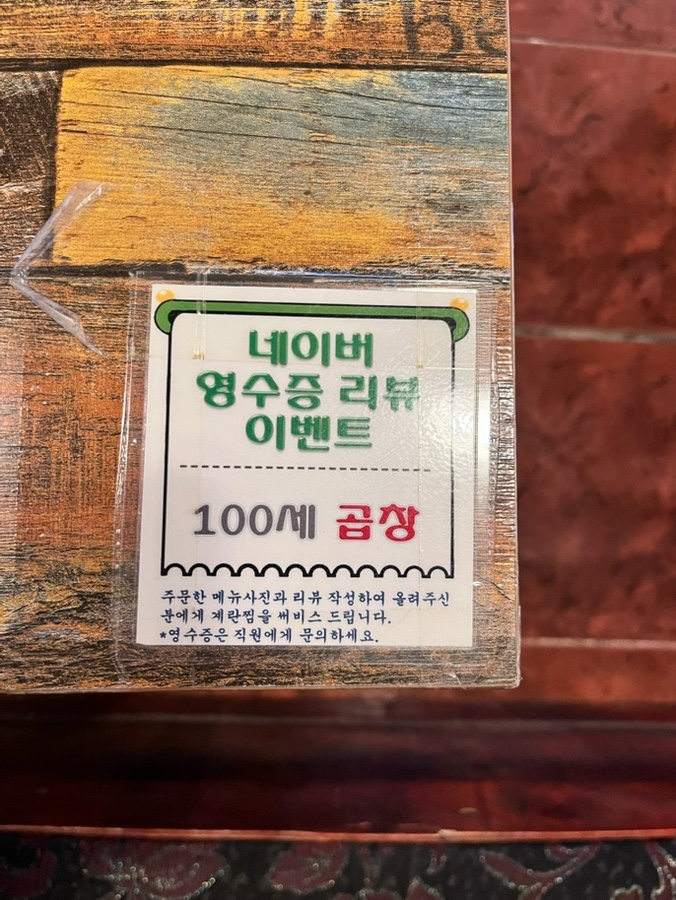 네이버
영수증 리뷰
이벤트
100세 곱창
주문한 메뉴사진과 리뷰 작성하여 올려주신
분에게 계란찜을 써비스 드립니다.
*영수증은 직원에게 문의하세요.